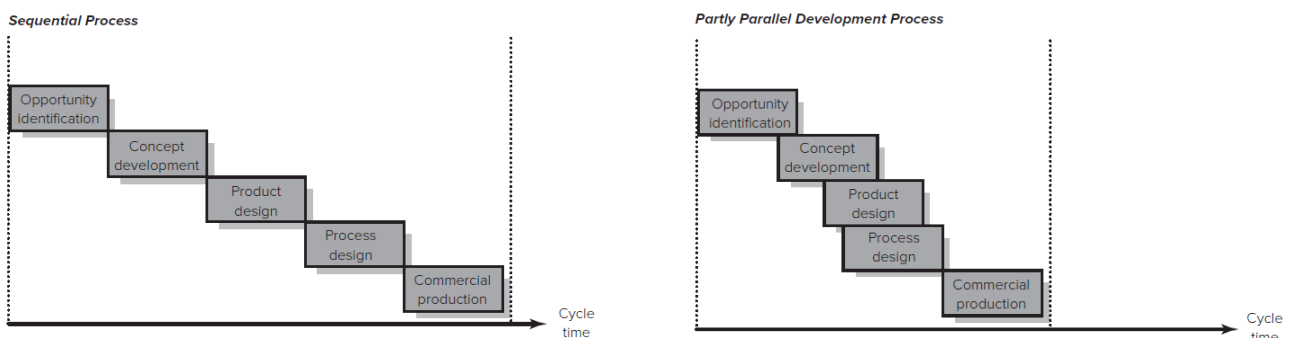 Sequential Process
Opportunity
identification
Concept
development
Product
design
Process
design
Commercial
production
Cycle
time
Partly Parallel Development Process
Opportunity
identification
Concept
development
Product
design
Process
design
Commercial
production
Cycle
time